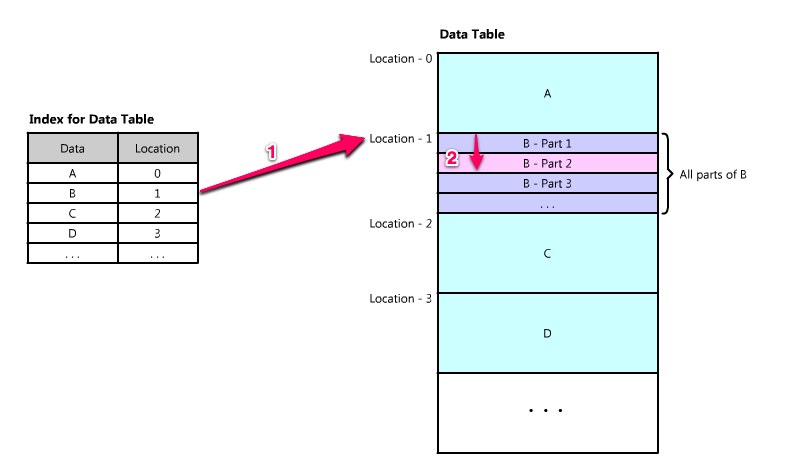 Data Table
Location - 0
A
Index for Data Table
Data Location
A 0
B 1
C 2
D 3
. . . . . .
1
Location - 1
2
B - Part 1
B - Part 2
B - Part 3
. . .
All parts of B
Location - 2
C
Location - 3
D
. . .